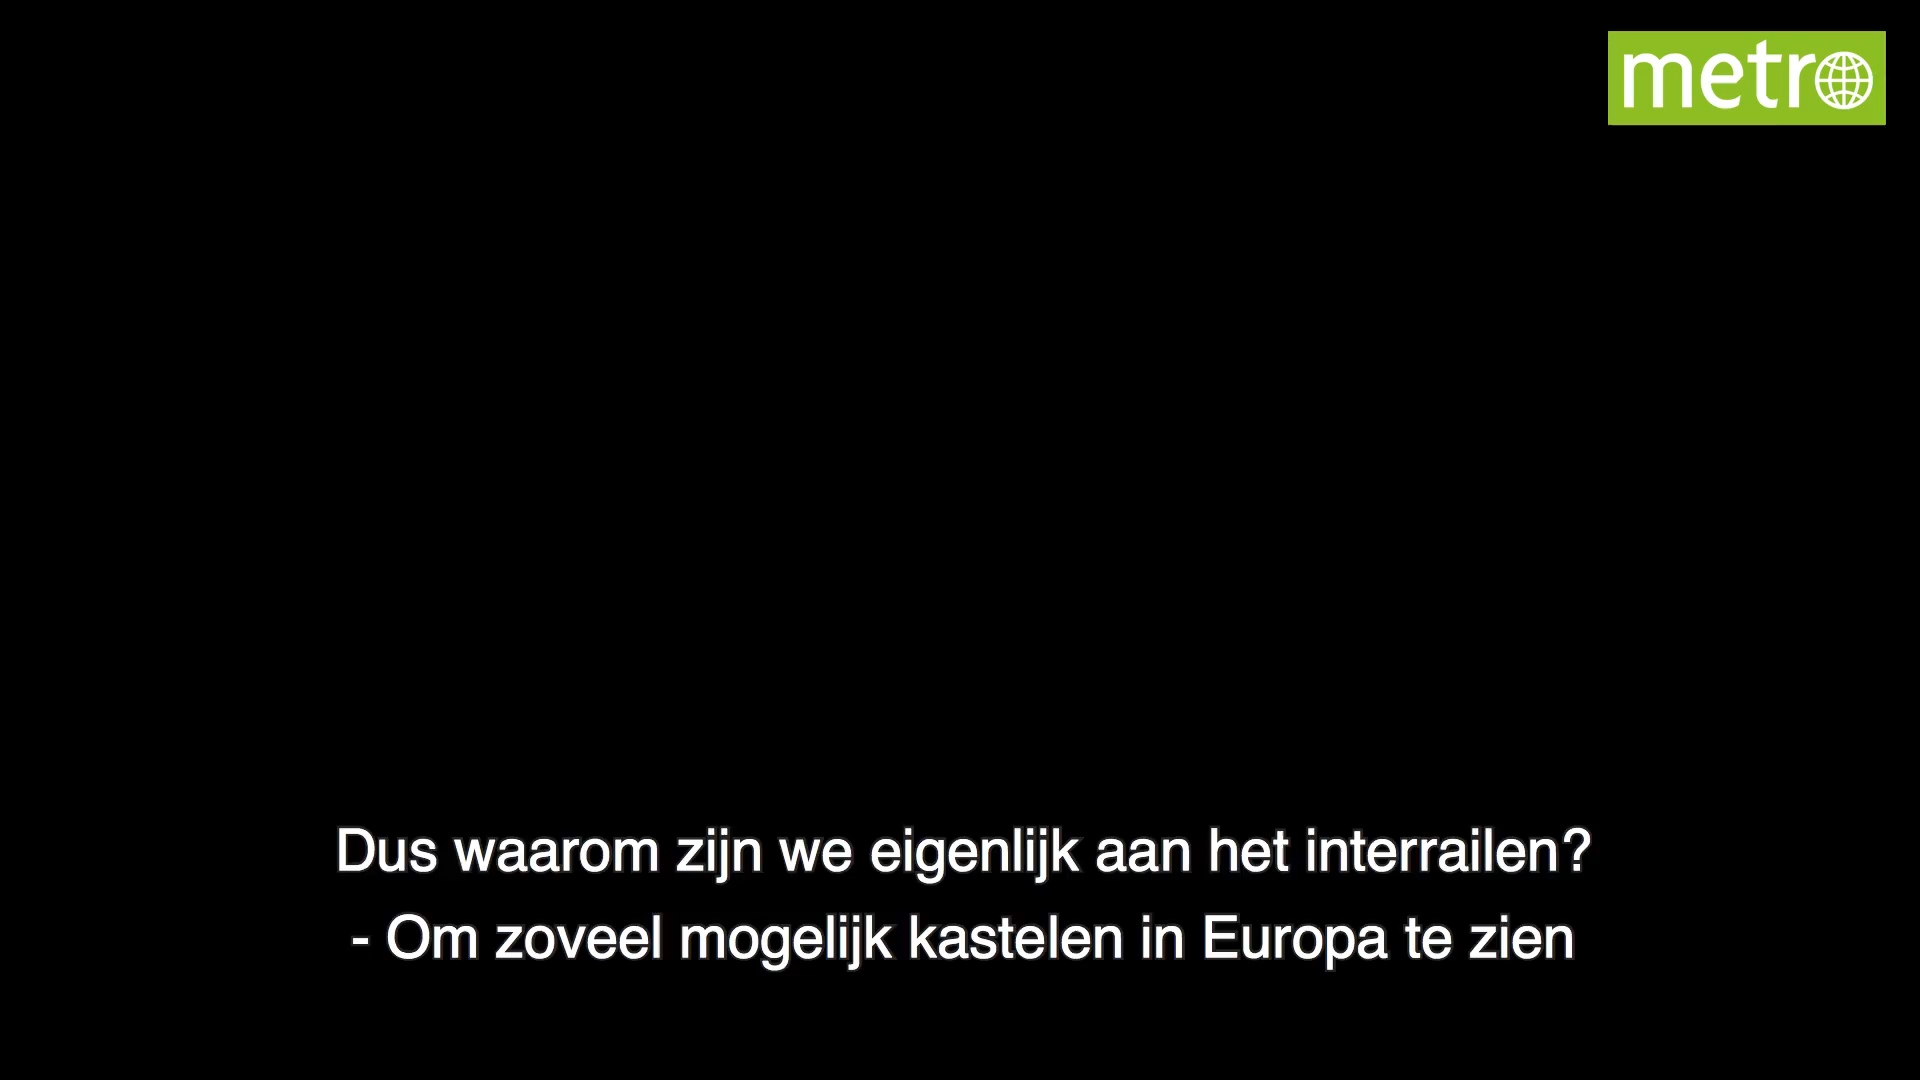 metro
Dus waarom zijn we eigenlijk aan het interrailen?
- Om zoveel mogelijk kastelen in Europa te zien